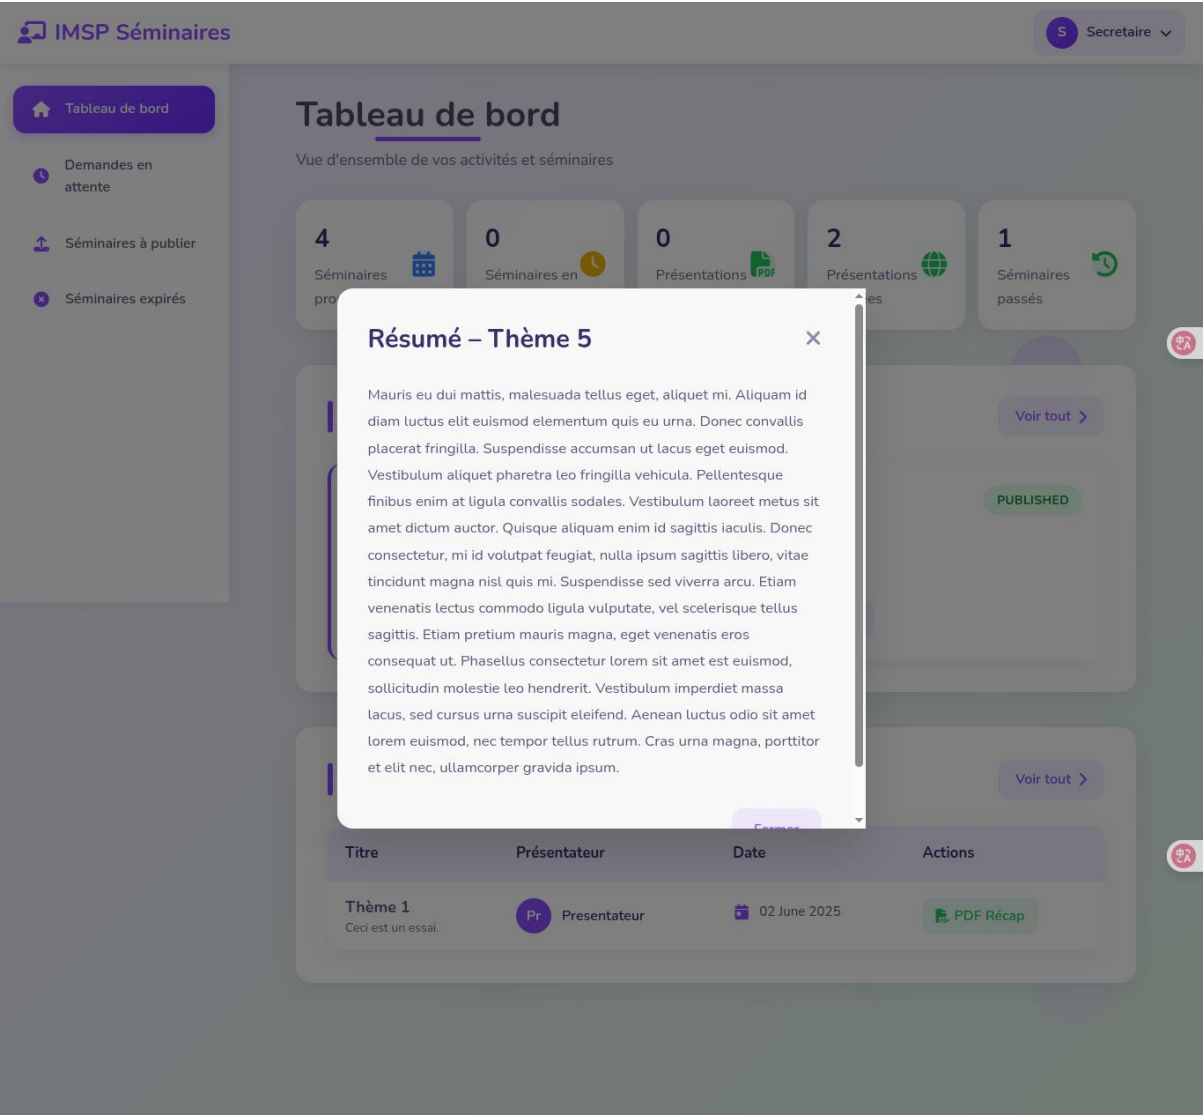 IMSP Séminaires
S Secretaire
Tableau de bord
Demandes en
attente
Séminaires à publier
Séminaires expirés
Tableau de bord
Vue d'ensemble de vos activités et séminaires
4
Séminaires
0
Séminaires en
0
Présentations
PDF
2
Présentations
1
Séminaires
passés
Résumé – Thème 5
Mauris eu dui mattis, malesuada tellus eget, aliquet mi. Aliquam id
diam luctus elit euismod elementum quis eu urna. Donec convallis
placerat fringilla. Suspendisse accumsan ut lacus eget euismod.
Vestibulum aliquet pharetra leo fringilla vehicula. Pellentesque
finibus enim at ligula convallis sodales. Vestibulum laoreet metus sit
amet dictum auctor. Quisque aliquam enim id sagittis iaculis. Donec
consectetur, mi id volutpat feugiat, nulla ipsum sagittis libero, vitae
tincidunt magna nisl quis mi. Suspendisse sed viverra arcu. Etiam
venenatis lectus commodo ligula vulputate, vel scelerisque tellus
sagittis. Etiam pretium mauris magna, eget venenatis eros
consequat ut. Phasellus consectetur lorem sit amet est euismod,
sollicitudin molestie leo hendrerit. Vestibulum imperdiet massa
lacus, sed cursus urna suscipit eleifend. Aenean luctus odio sit amet
lorem euismod, nec tempor tellus rutrum. Cras urna magna, porttitor
et elit nec, ullamcorper gravida ipsum.
Fermer
Voir tout
PUBLISHED
Voir tout
Titre Présentateur Date Actions
Thème 1 Pr Presentateur 02 June 2025 PDF Récap
Ceci est un essai.